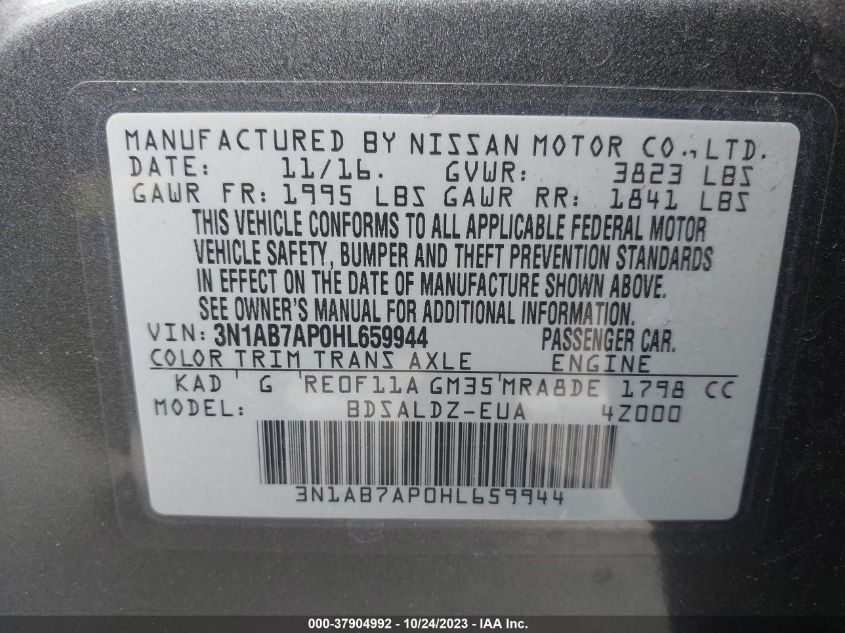 MANUFACTURED BY NISSAN MOTOR CO.,LTD.
DATE: 11/16. GVWR: 3823 LBS
GAWR FR: 1995 LBS GAWR RR: 1841 LBS
THIS VEHICLE CONFORMS TO ALL APPLICABLE FEDERAL MOTOR
VEHICLE SAFETY, BUMPER AND THEFT PREVENTION STANDARDS
IN EFFECT ON THE DATE OF MANUFACTURE SHOWN ABOVE.
SEE OWNER'S MANUAL FOR ADDITIONAL INFORMATION.
VIN: 3N1AB7AP0HL659944 PASSENGER CAR.
COLOR TRIM TRANS AXLE ENGINE
KAD G RE0F11A GM35 MRA8DE 1798 CC
MODEL: BDSALDZ-EUA 4Z000
3N1AB7AP0HL659944
000-37904992 - 10/24/2023 - IAA Inc.